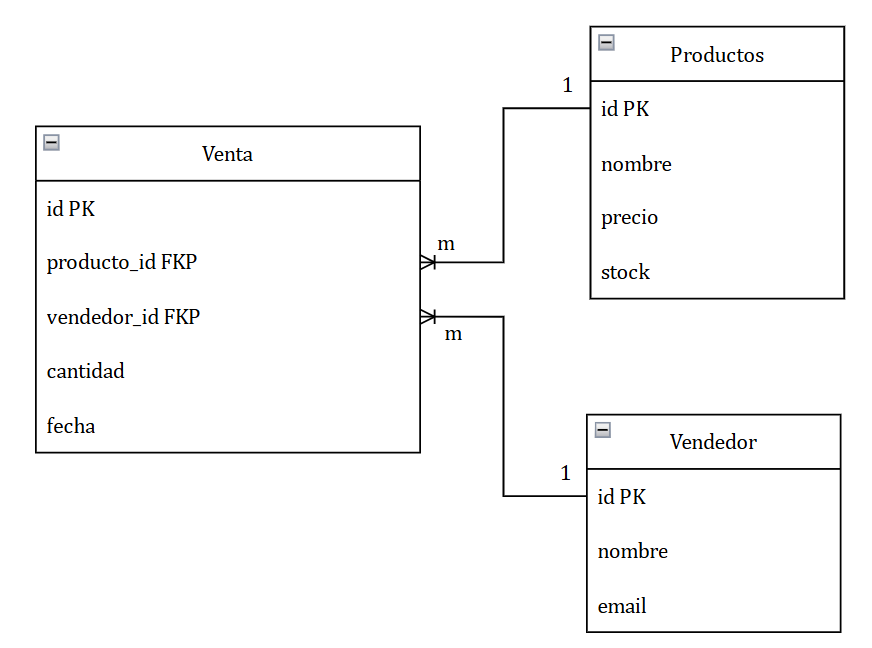 Venta
id PK
producto_id FKP
vendedor_id FKP
cantidad
fecha
m
m
1
1
Productos
id PK
nombre
precio
stock
Vendedor
id PK
nombre
email